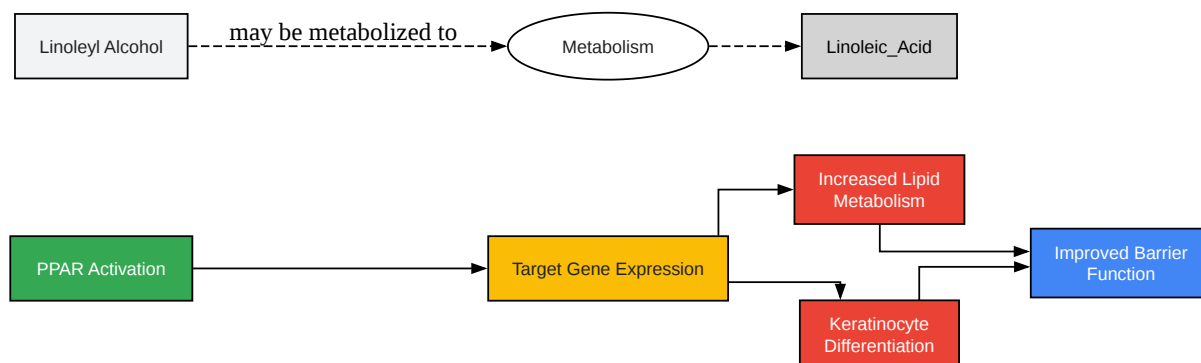 Linoleyl Alcohol
may be metabolized to
Metabolism
Linoleic_Acid
Increased Lipid
Metabolism
PPAR Activation
Target Gene Expression
Improved Barrier
Function
Keratinocyte
Differentiation